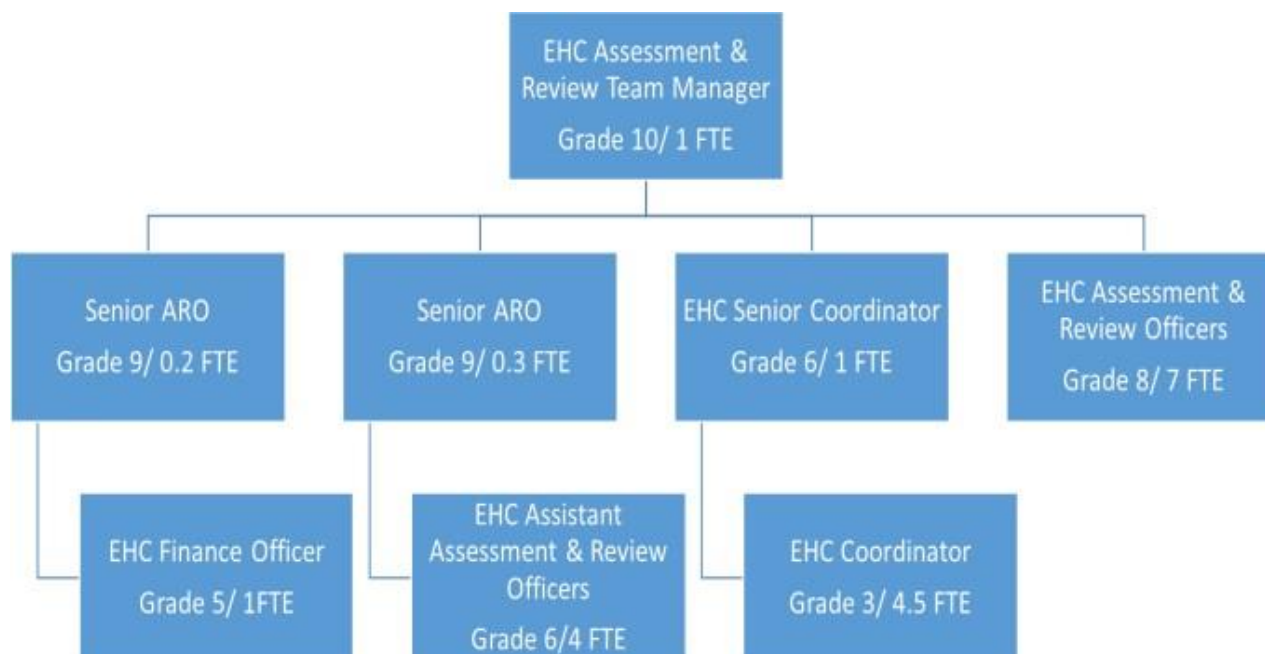 EHC Assessment &
Review Team Manager
Grade 10/ 1 FTE
Senior ARO
Grade 9/ 0.2 FTE
Senior ARO
Grade 9/ 0.3 FTE
EHC Senior Coordinator
Grade 6/ 1 FTE
EHC Assessment &
Review Officers
Grade 8/ 7 FTE
EHC Finance Officer
Grade 5/ 1FTE
EHC Assistant
Assessment & Review
Officers
Grade 6/4 FTE
EHC Coordinator
Grade 3/ 4.5 FTE